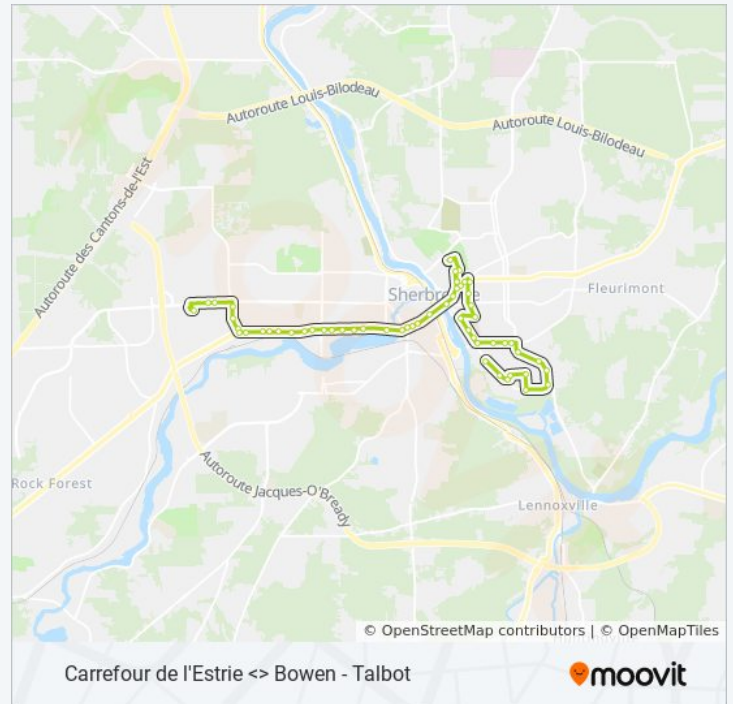 Autoroute Louis-Bilodeau
Autoroute Louis-Bilodeau
Autoroute des Cantons-de-l'Est
Sherbrooke
Fleurimont
Rock Forest
Autoroute Jacques-O'Bready
Lennoxville
© OpenStreetMap contributors | © OpenMapTiles
Carrefour de l'Estrie <> Bowen - Talbot
moovit